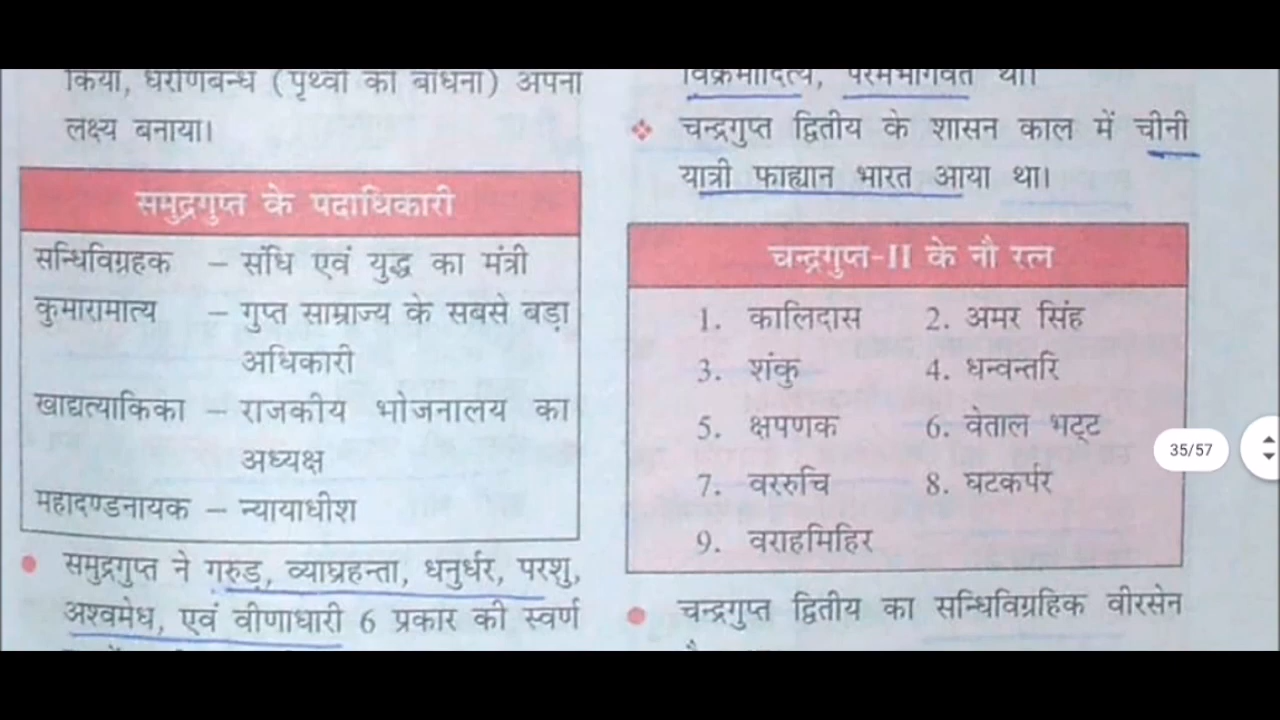 किया, धरणिबन्ध (पृथ्वी को बाँधना) अपना
लक्ष्य बनाया।
समुद्रगुप्त के पदाधिकारी
सन्धिविग्रहक – संधि एवं युद्ध का मंत्री
कुमारामात्य – गुप्त साम्राज्य के सबसे बड़ा
अधिकारी
खाद्यत्याकिका – राजकीय भोजनालय का
अध्यक्ष
महादण्डनायक – न्यायाधीश
समुद्रगुप्त ने गरुड़, व्याघ्रहन्ता, धनुर्धर, परशु,
अश्वमेध, एवं वीणाधारी 6 प्रकार की स्वर्ण
विक्रमादित्य, परमभागवत था।
चन्द्रगुप्त द्वितीय के शासन काल में चीनी
यात्री फाह्यान भारत आया था।
चन्द्रगुप्त-II के नौ रत्न
1. कालिदास 2. अमर सिंह
3. शंकु 4. धन्वन्तरि
5. क्षपणक 6. वेताल भट्ट
7. वररुचि 8. घटकर्पर
9. वराहमिहिर
चन्द्रगुप्त द्वितीय का सन्धिविग्रहिक वीरसेन
35/57